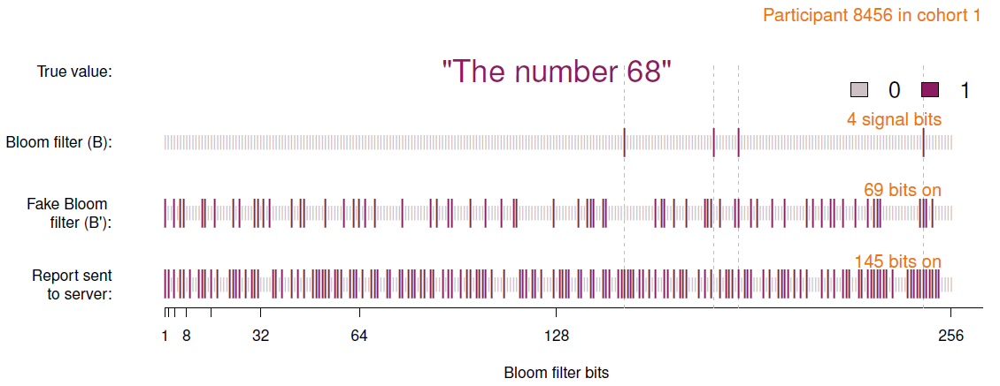 Participant 8456 in cohort 1
True value:
"The number 68"
0 1
4 signal bits
Bloom filter (B):
69 bits on
Fake Bloom
filter (B'):
145 bits on
Report sent
to server:
1 8 32 64 128 256
Bloom filter bits